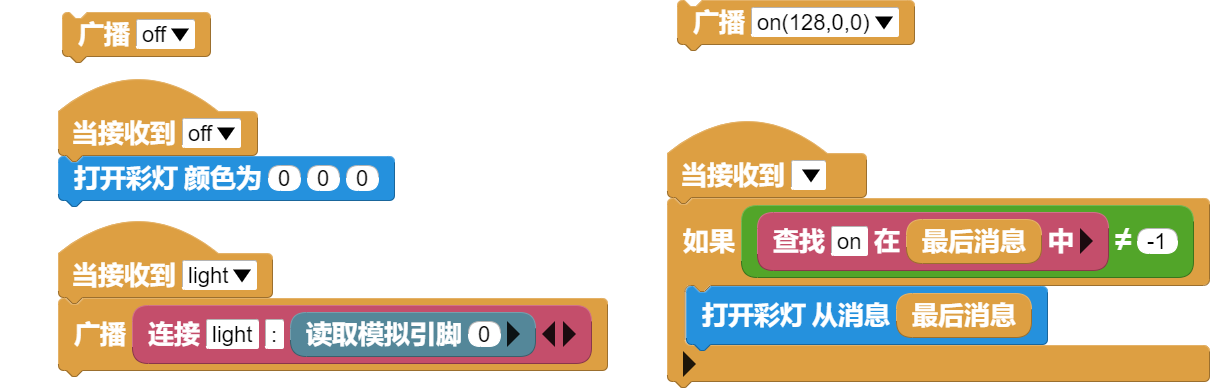 广播 off
当接收到 off
打开彩灯 颜色为 0 0 0
当接收到 light
广播 连接 light : 读取模拟引脚 0
广播 on(128,0,0)
当接收到
如果 查找 on 在 最后消息 中 ≠ -1
打开彩灯 从消息 最后消息